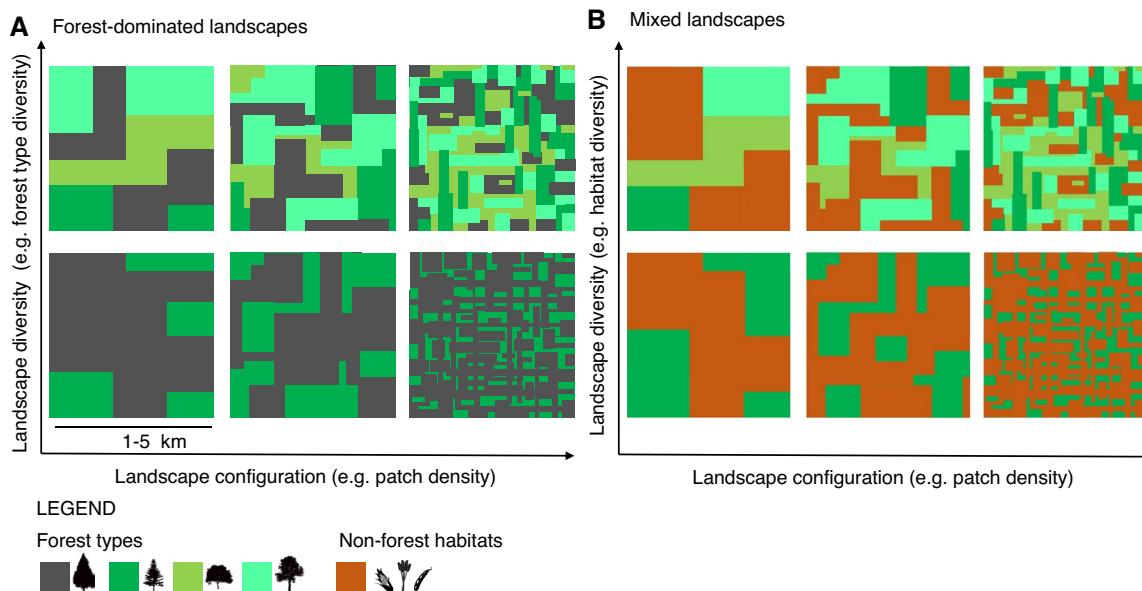 A Forest-dominated landscapes
Landscape diversity (e.g. forest type diversity)
1-5 km
Landscape configuration (e.g. patch density)
B Mixed landscapes
Landscape diversity (e.g. habitat diversity)
Landscape configuration (e.g. patch density)
LEGEND
Forest types
Non-forest habitats